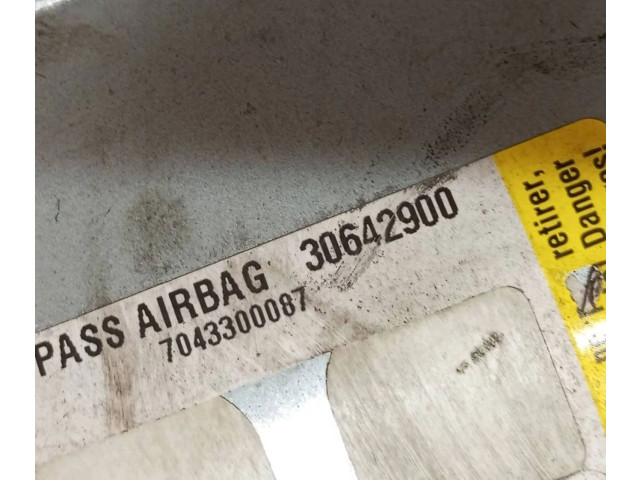 PASS AIRBAG 30642900
7043300087
retirer,
Danger